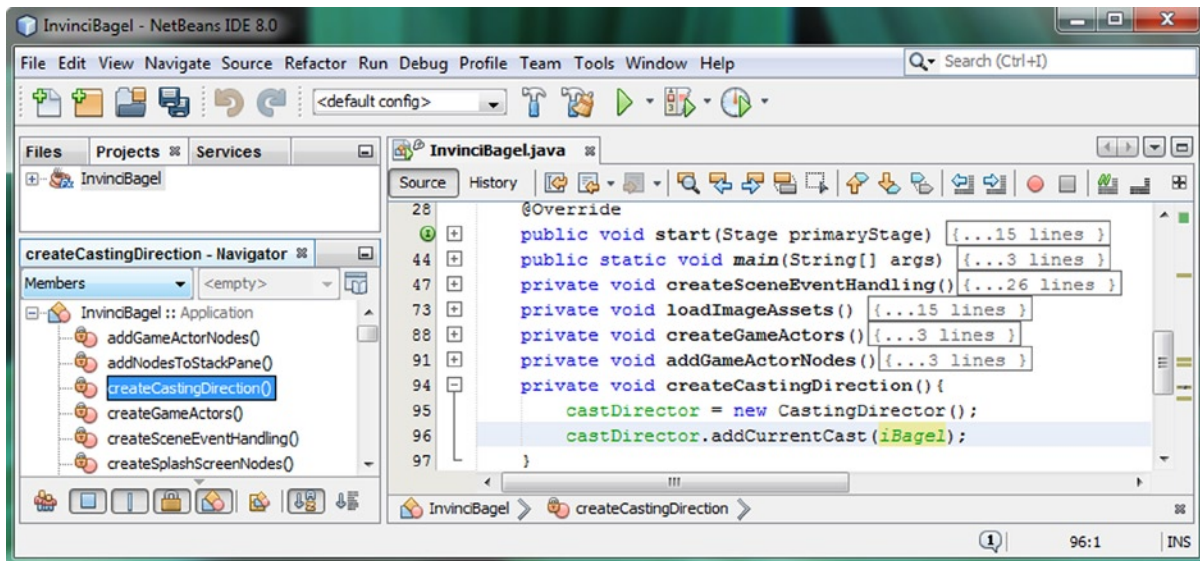 InvinciBagel - NetBeans IDE 8.0
File Edit View Navigate Source Refactor Run Debug Profile Team Tools Window Help
Search (Ctrl+I)
<default config>
Files Projects Services
InvinciBagel
createCastingDirection - Navigator
Members <empty>
InvinciBagel :: Application
addGameActorNodes()
addNodesToStackPane()
createCastingDirection()
createGameActors()
createSceneEventHandling()
createSplashScreenNodes()
InvinciBagel.java
Source History
28 @Override
public void start(Stage primaryStage) {...15 lines }
44 public static void main(String[] args) {...3 lines }
47 private void createSceneEventHandling() {...26 lines }
73 private void loadImageAssets() {...15 lines }
88 private void createGameActors() {...3 lines }
91 private void addGameActorNodes() {...3 lines }
94 private void createCastingDirection(){
95 castDirector = new CastingDirector();
96 castDirector.addCurrentCast(iBagel);
97 }
InvinciBagel createCastingDirection
1 96:1 INS